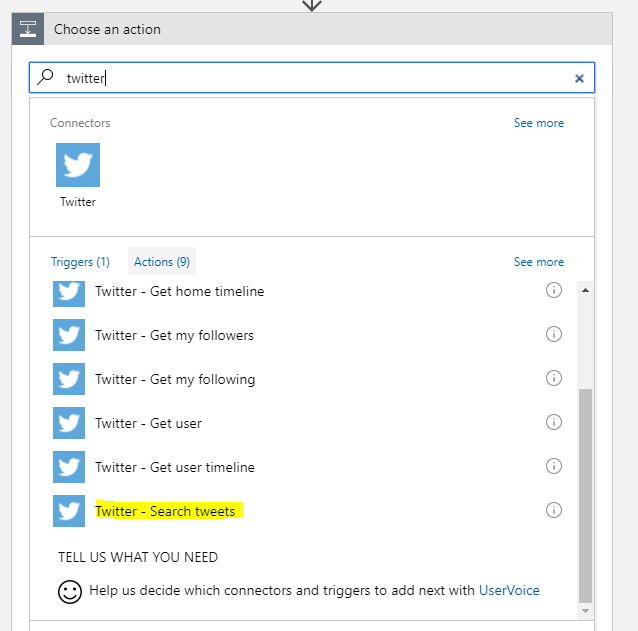 Choose an action
twitter
Connectors
See more
Twitter
Triggers (1)
Actions (9)
See more
Twitter - Get home timeline
Twitter - Get my followers
Twitter - Get my following
Twitter - Get user
Twitter - Get user timeline
Twitter - Search tweets
TELL US WHAT YOU NEED
Help us decide which connectors and triggers to add next with UserVoice